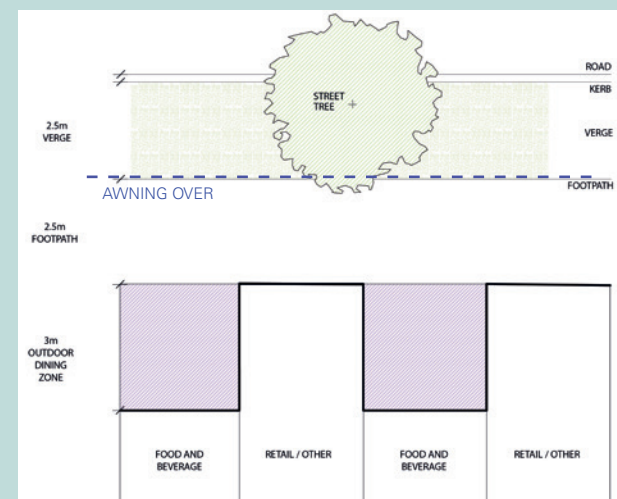 ROAD
KERB
STREET
TREE
2.5m
VERGE
VERGE
FOOTPATH
AWNING OVER
2.5m
FOOTPATH
3m
OUTDOOR
DINING
ZONE
FOOD AND
BEVERAGE
RETAIL / OTHER
FOOD AND
BEVERAGE
RETAIL / OTHER